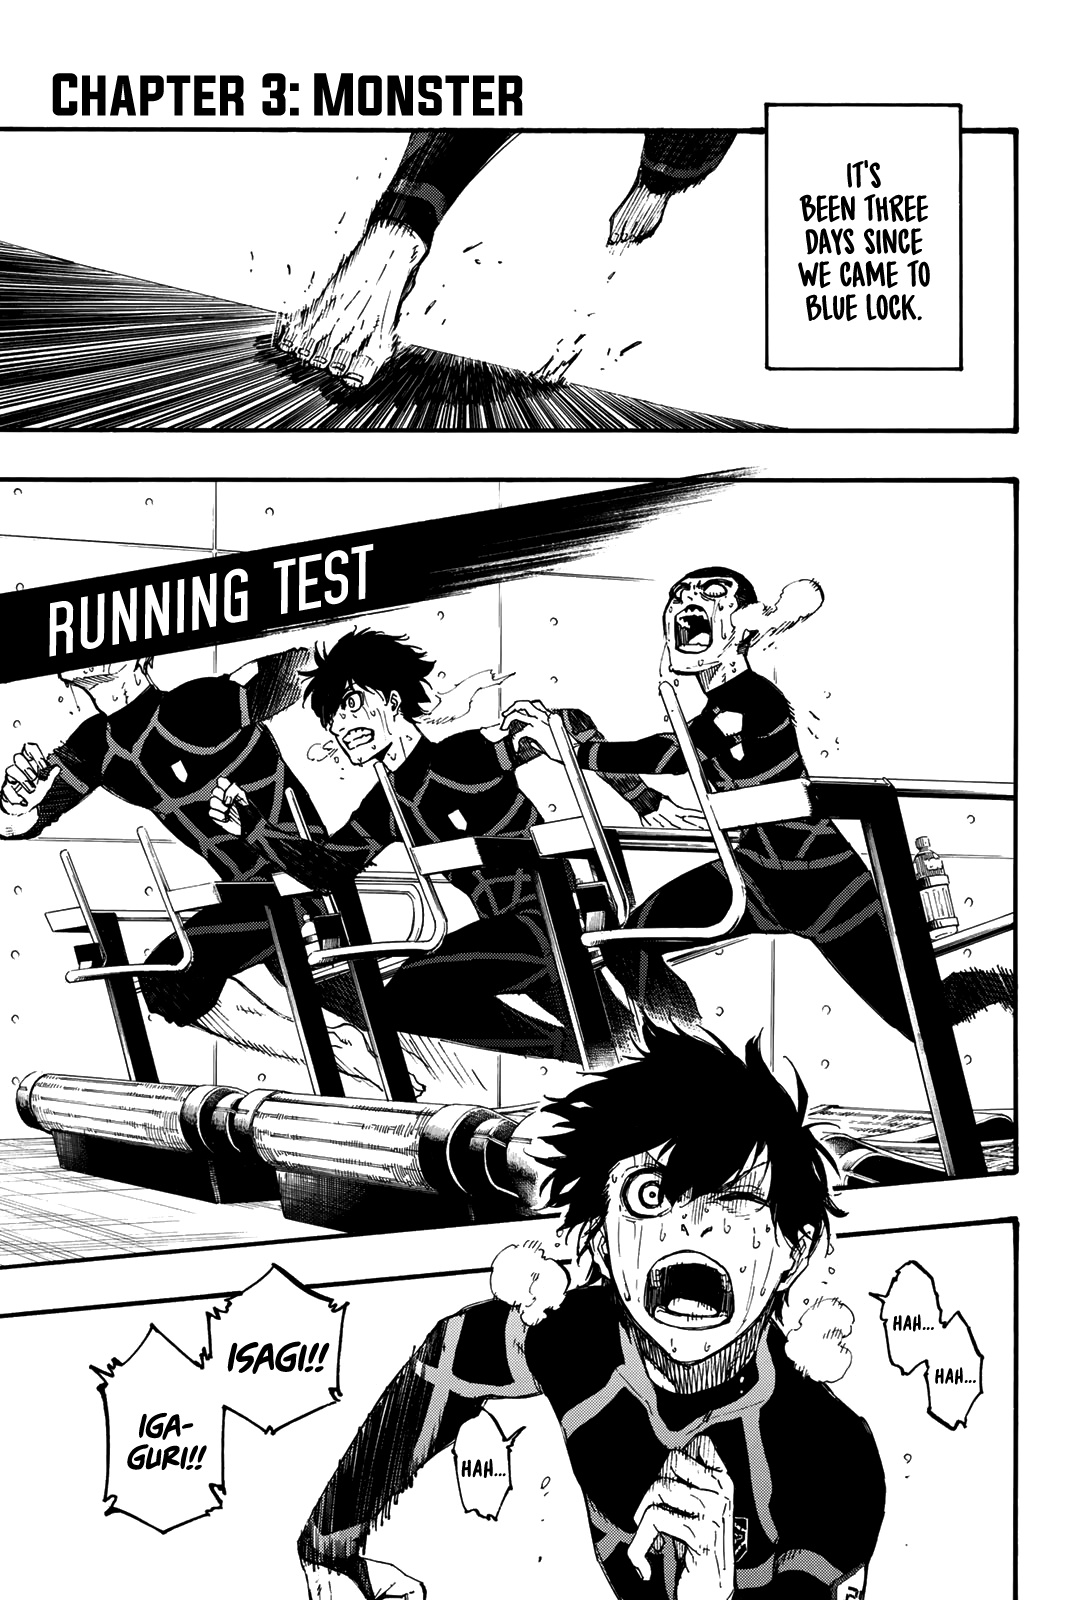 CHAPTER 3: MONSTER
IT'S
BEEN THREE
DAYS SINCE
WE CAME TO
BLUE LOCK.
RUNNING TEST
HAH...
HAH...
ISAGI!!
IGA-
GURI!!
HAH...